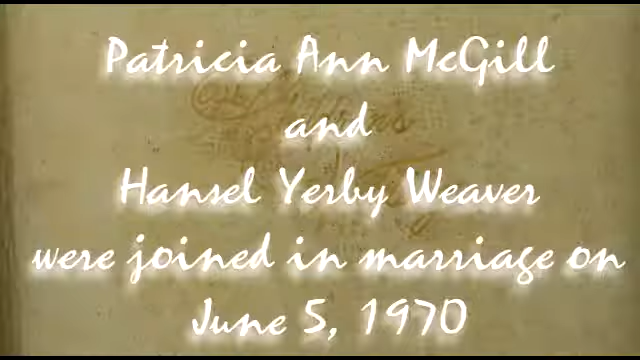 Patricia Ann McGill
and
Hansel Yerby Weaver
were joined in marriage on
June 5, 1970